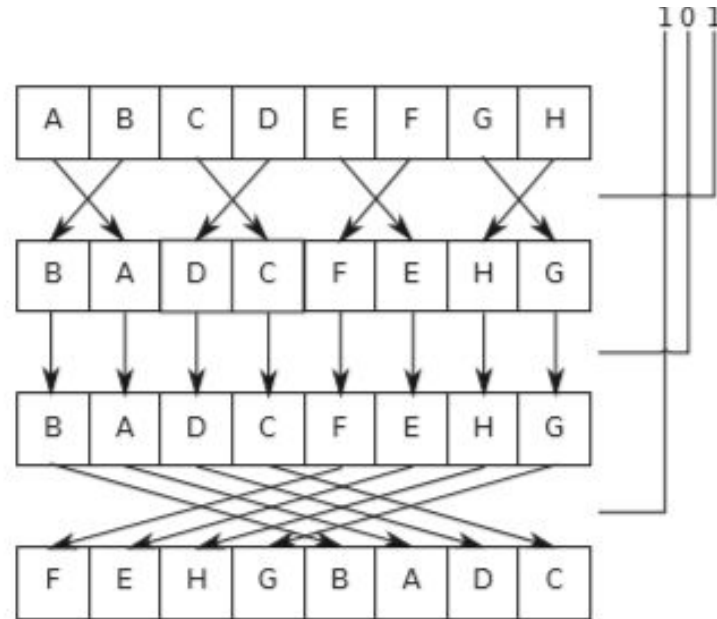 1 0 1
A B C D E F G H
B A D C F E H G
B A D C F E H G
F E H G B A D C